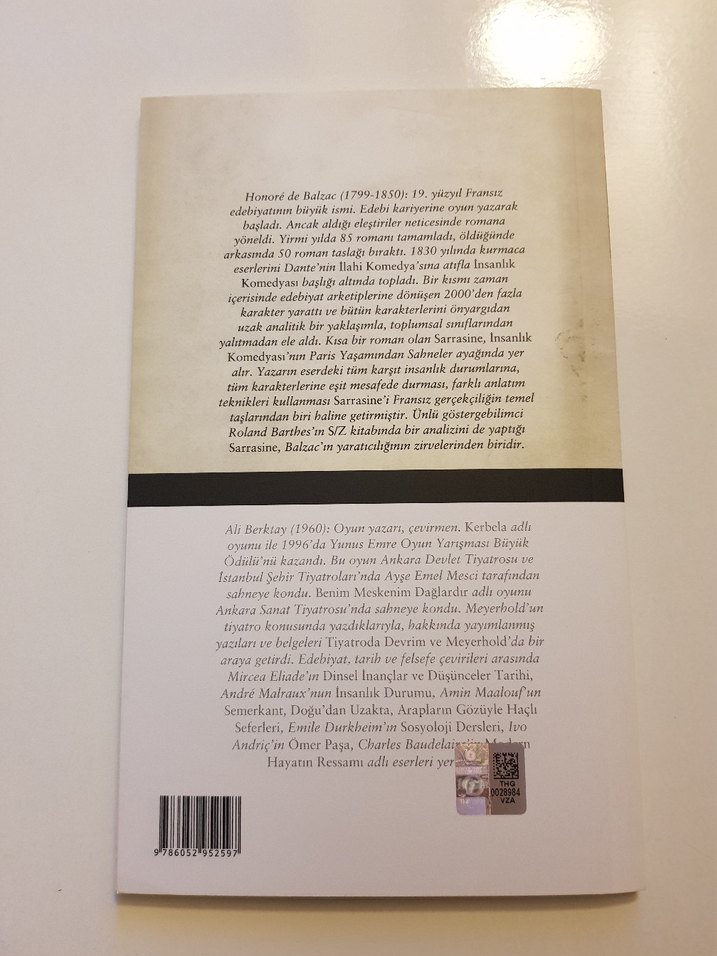 Honoré de Balzac (1799-1850): 19. yüzyıl Fransız
edebiyatının büyük ismi. Edebi kariyerine oyun yazarak
başladı. Ancak aldığı eleştiriler neticesinde romana
yöneldi. Yirmi yılda 85 romanı tamamladı, öldüğünde
arkasında 50 roman taslağı bıraktı. 1830 yılında kurmaca
eserlerini Dante'nin İlahi Komedya'sına atıfla İnsanlık
Komedyası başlığı altında topladı. Bir kısmı zaman
içerisinde edebiyat arketiplerine dönüşen 2000'den fazla
karakter yarattı ve bütün karakterlerini önyargıdan
uzak analitik bir yaklaşımla, toplumsal sınıflarından
yalıtmadan ele aldı. Kısa bir roman olan Sarrasine, İnsanlık
Komedyası'nın Paris Yaşamından Sahneler ayağında yer
alır. Yazarın eserdeki tüm karşıt insanlık durumlarına,
tüm karakterlerine eşit mesafede durması, farklı anlatım
teknikleri kullanması Sarrasine'i Fransız gerçekçiliğin temel
taşlarından biri haline getirmiştir. Ünlü göstergebilimci
Roland Barthes'ın S/Z kitabında bir analizini de yaptığı
Sarrasine, Balzac'ın yaratıcılığının zirvelerinden biridir.
Ali Berktay (1960): Oyun yazarı, çevirmen. Kerbela adlı
oyunu ile 1996'da Yunus Emre Oyun Yarışması Büyük
Ödülü'nü kazandı. Bu oyun Ankara Devlet Tiyatrosu ve
İstanbul Şehir Tiyatroları'nda Ayşe Emel Mesci tarafından
sahneye kondu. Benim Meskenim Dağlardır adlı oyunu
Ankara Sanat Tiyatrosu'nda sahneye kondu. Meyerhold'un
tiyatro konusunda yazdıklarıyla, hakkında yayımlanmış
yazıları ve belgeleri Tiyatroda Devrim ve Meyerhold'da bir
araya getirdi. Edebiyat, tarih ve felsefe çevirileri arasında
Mircea Eliade'ın Dinsel İnançlar ve Düşünceler Tarihi,
André Malraux'nun İnsanlık Durumu, Amin Maalouf'un
Semerkant, Doğu'dan Uzakta, Arapların Gözüyle Haçlı
Seferleri, Emile Durkheim'ın Sosyoloji Dersleri, Ivo
Andriç'in Ömer Paşa, Charles Baudelaire'in Modern
Hayatın Ressamı adlı eserleri yer
THG
0028984
VZA
9 786052 952597